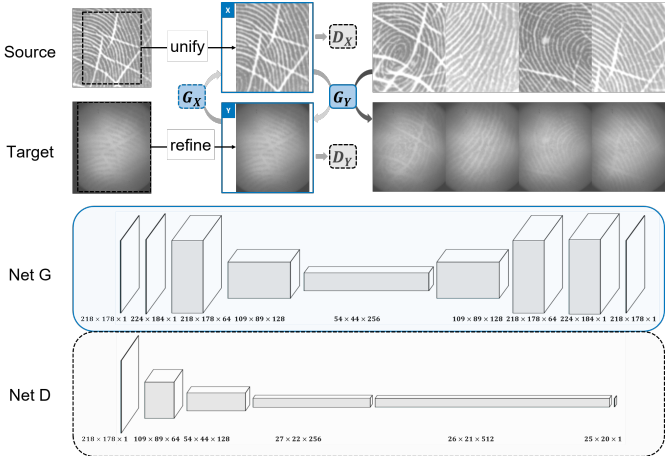 Source
X
unify
D_X
G_X
G_Y
Target
Y
refine
D_Y
Net G
218 × 178 × 1 224 × 184 × 1 218 × 178 × 64 109 × 89 × 128 54 × 44 × 256 109 × 89 × 128 218 × 178 × 64 224 × 184 × 1 218 × 178 × 1
Net D
218 × 178 × 1 109 × 89 × 64 54 × 44 × 128 27 × 22 × 256 26 × 21 × 512 25 × 20 × 1